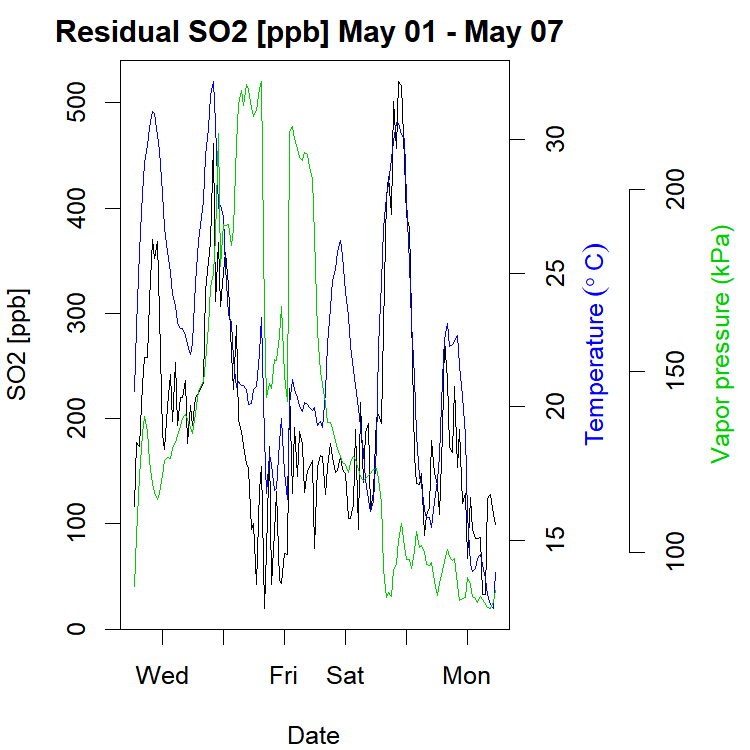 Residual SO2 [ppb] May 01 - May 07
SO2 [ppb]
0
100
200
300
400
500
15
20
25
30
Temperature (° C)
100
150
200
Vapor pressure (kPa)
Wed
Fri
Sat
Mon
Date